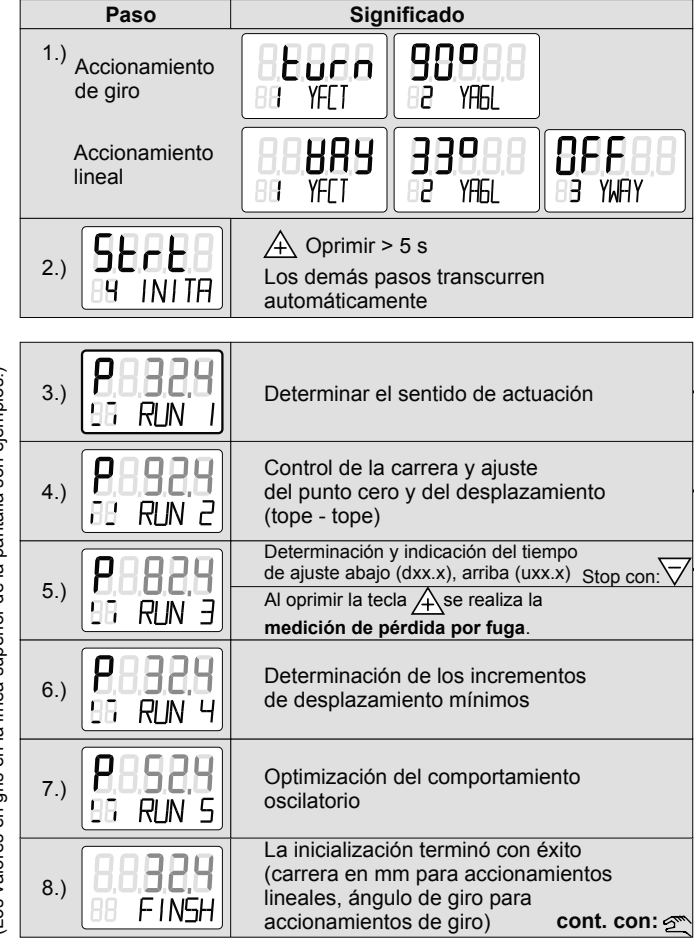 Paso Significado
1.) Accionamiento de giro
turn 90º
1 YFCT 2 YAGL
Accionamiento lineal
WAY 33º OFF
1 YFCT 2 YAGL 3 YWAY
2.) Strt
4 INITA
Oprimir > 5 s
Los demás pasos transcurren
automáticamente
3.) P 32.4
RUN 1
Determinar el sentido de actuación
4.) P 92.4
RUN 2
Control de la carrera y ajuste
del punto cero y del desplazamiento
(tope - tope)
5.) P 82.4
RUN 3
Determinación y indicación del tiempo
de ajuste abajo (dxx.x), arriba (uxx.x) Stop con:
Al oprimir la tecla + se realiza la
medición de pérdida por fuga.
6.) P 32.4
RUN 4
Determinación de los incrementos
de desplazamiento mínimos
7.) P 52.4
RUN 5
Optimización del comportamiento
oscilatorio
8.) 32.4
FINSH
La inicialización terminó con éxito
(carrera en mm para accionamientos
lineales, ángulo de giro para
accionamientos de giro) cont. con: